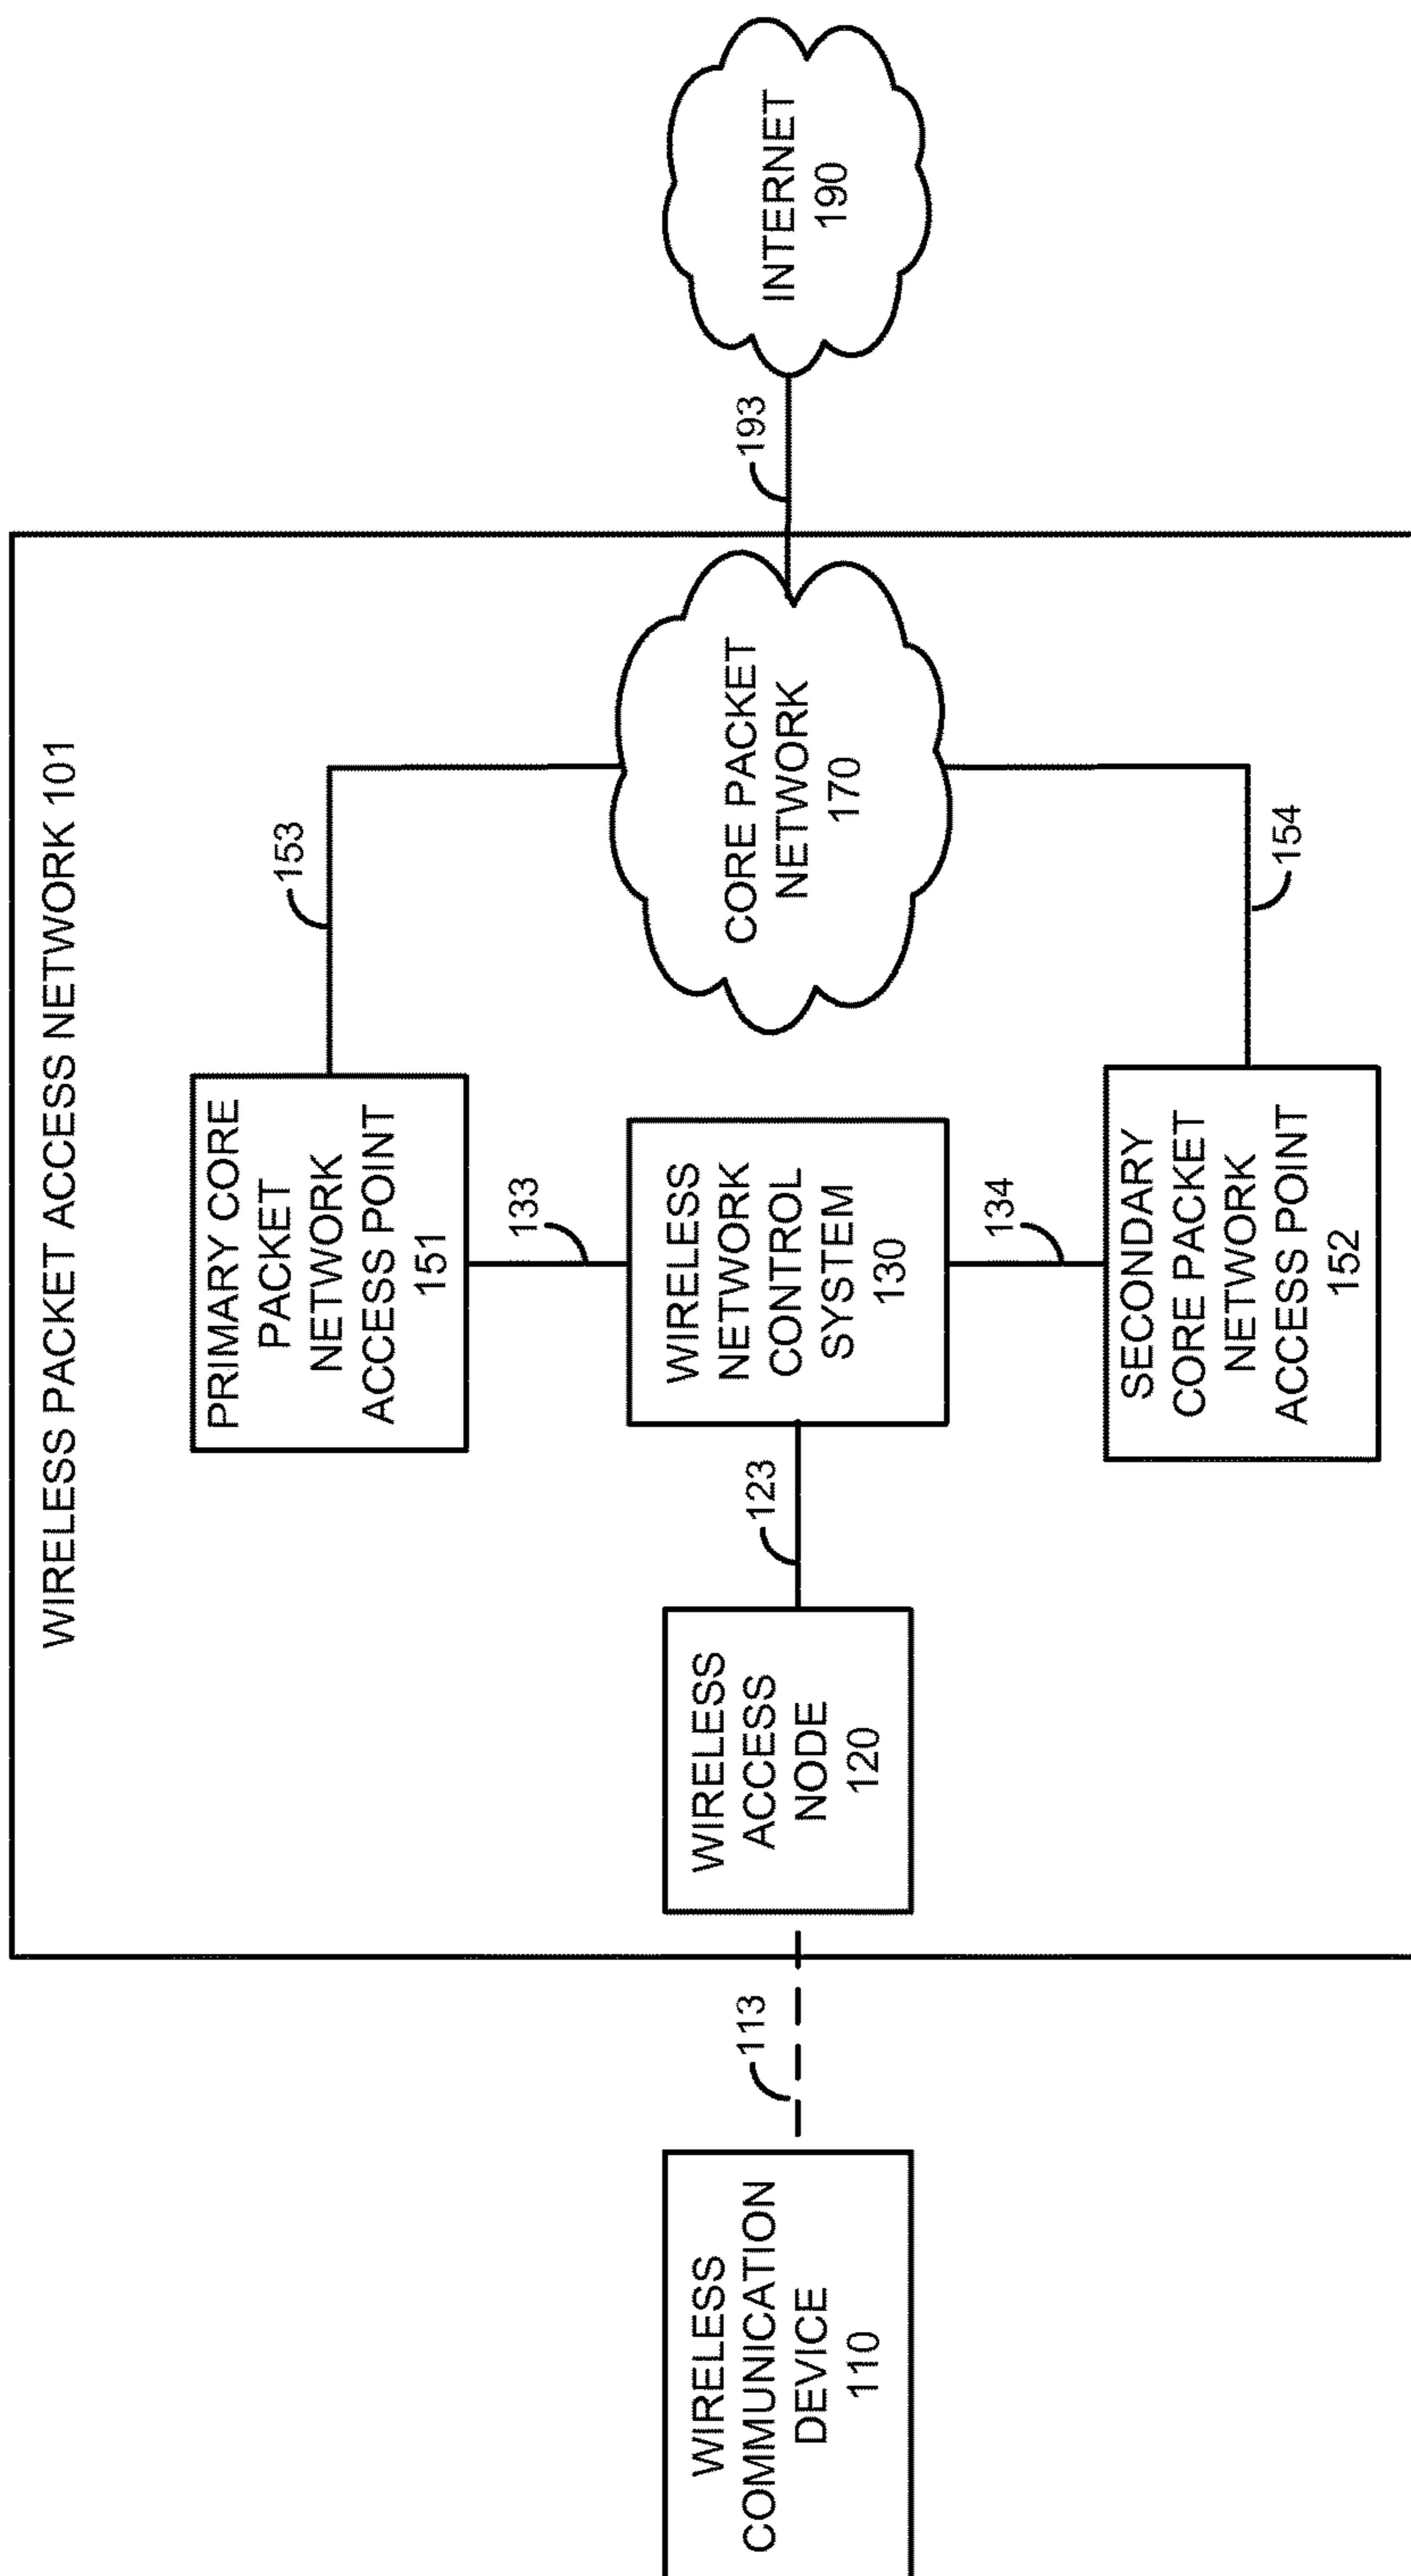 WIRELESS PACKET ACCESS NETWORK 101
WIRELESS
COMMUNICATION
DEVICE
110
113
WIRELESS
ACCESS
NODE
120
123
PRIMARY CORE
PACKET
NETWORK
ACCESS POINT
151
133
WIRELESS
NETWORK
CONTROL
SYSTEM
130
134
SECONDARY
CORE PACKET
NETWORK
ACCESS POINT
152
153
CORE PACKET
NETWORK
170
154
193
INTERNET
190